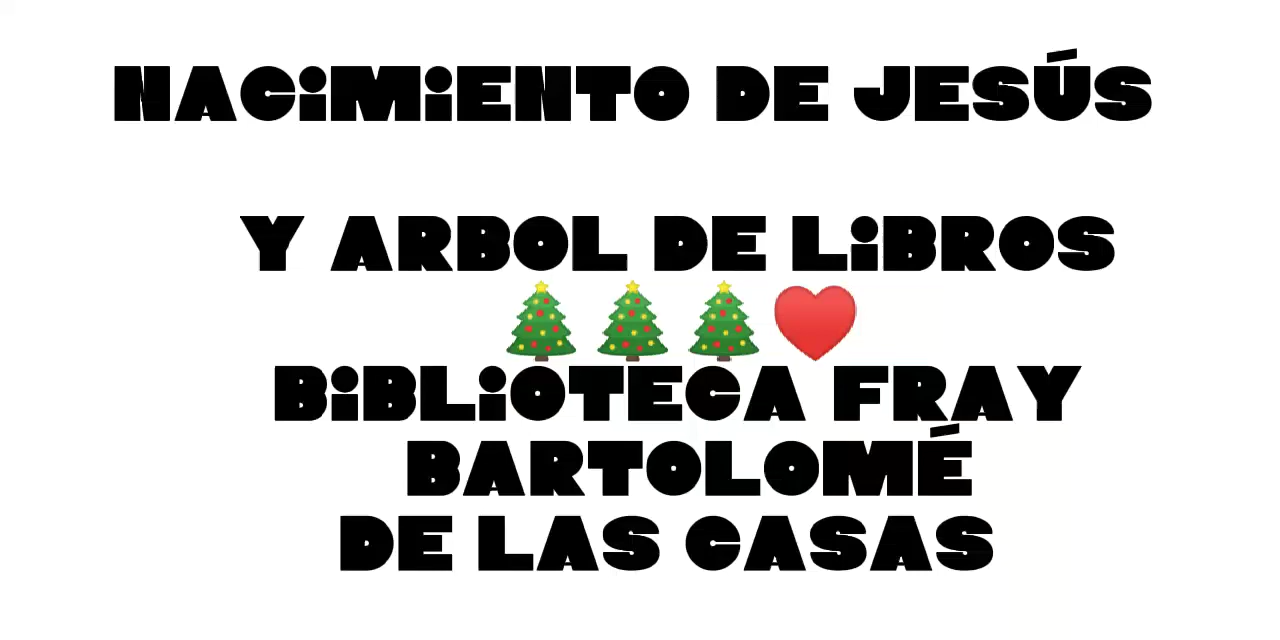 NACiMiENTO DE JESÚS
Y ARBOL DE LiBROS
🎄🎄🎄❤️
BiBLiOTECA FRAY
BARTOLOMÉ
DE LAS CASAS